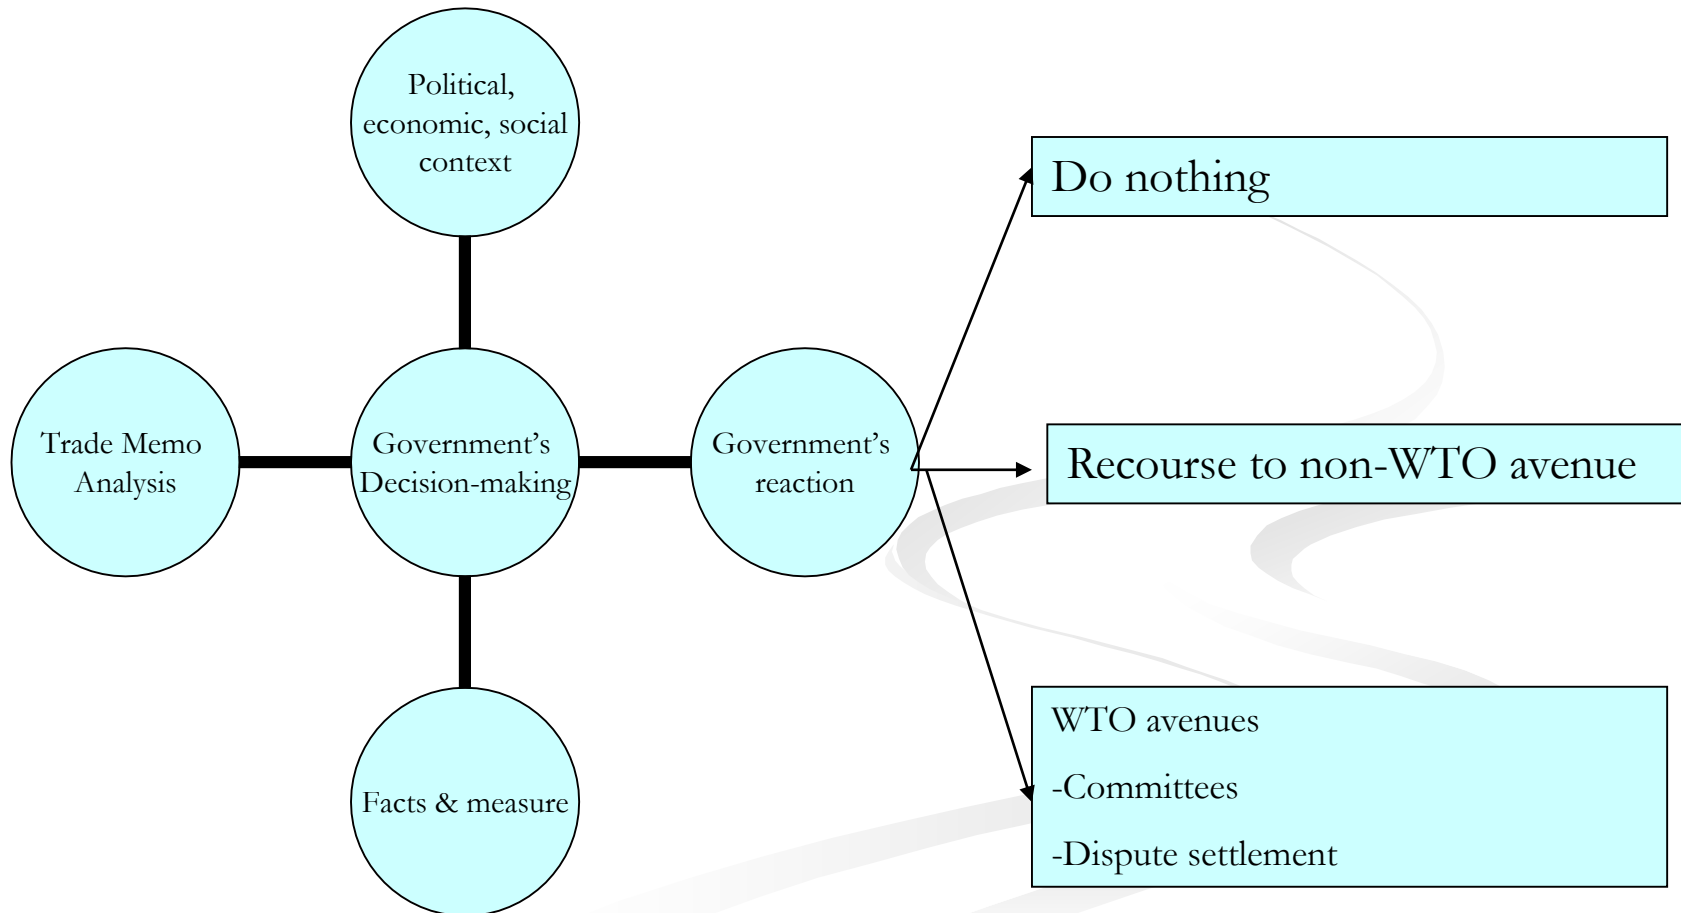 Political,
economic, social
context
Do nothing
Trade Memo
Analysis
Government’s
Decision-making
Government’s
reaction
Recourse to non-WTO avenue
Facts & measure
WTO avenues
-Committees
-Dispute settlement